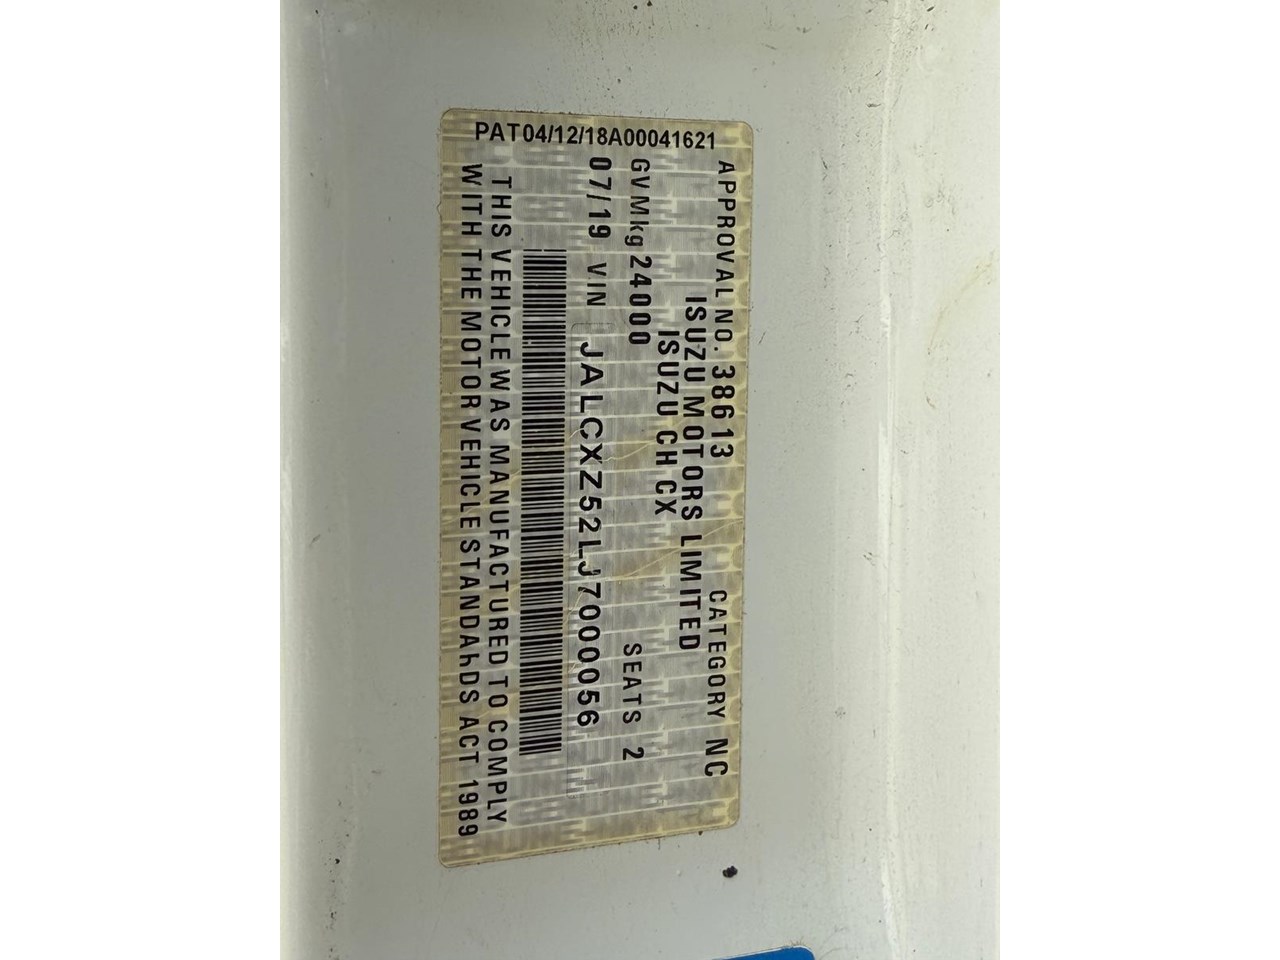 PAT04/12/18A00041621
APPROVAL NO. 38613 CATEGORY NC
ISUZU MOTORS LIMITED
ISUZU CH CX
GVMkg 24000 SEATS 2
07/19 VIN JALCXZ52LJ7000056
THIS VEHICLE WAS MANUFACTURED TO COMPLY
WITH THE MOTOR VEHICLE STANDAhDS ACT 1989